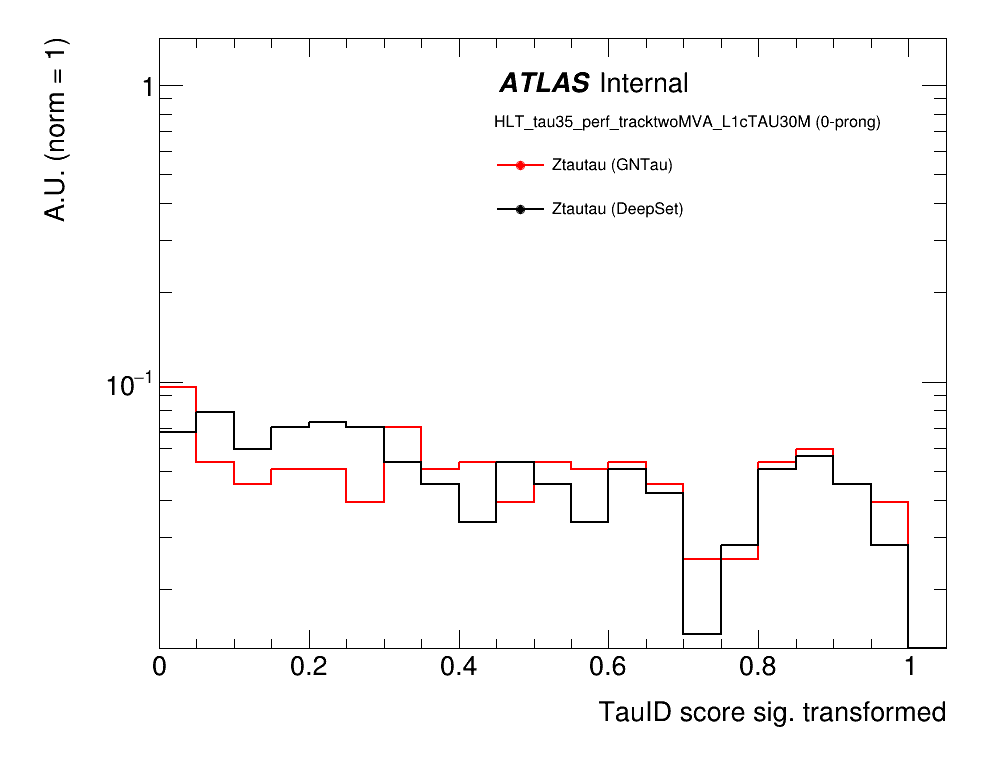 A.U. (norm = 1)
ATLAS Internal
HLT_tau35_perf_tracktwoMVA_L1cTAU30M (0-prong)
Ztautau (GNTau)
Ztautau (DeepSet)
1
10⁻¹
0 0.2 0.4 0.6 0.8 1
TauID score sig. transformed